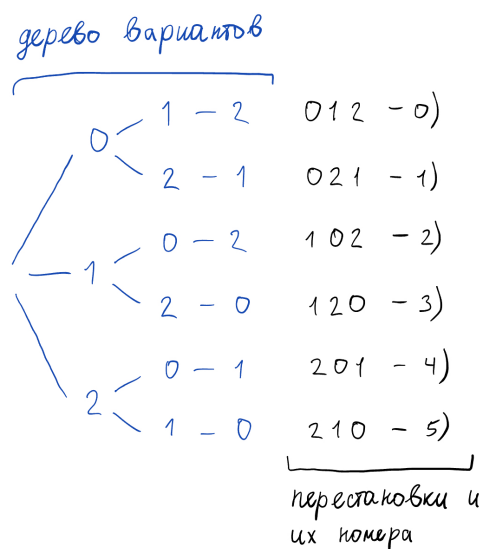 дерево вариантов
0 1 - 2 012 - 0)
2 - 1 021 - 1)
1 0 - 2 102 - 2)
2 - 0 120 - 3)
2 0 - 1 201 - 4)
1 - 0 210 - 5)
перестановки и
их номера